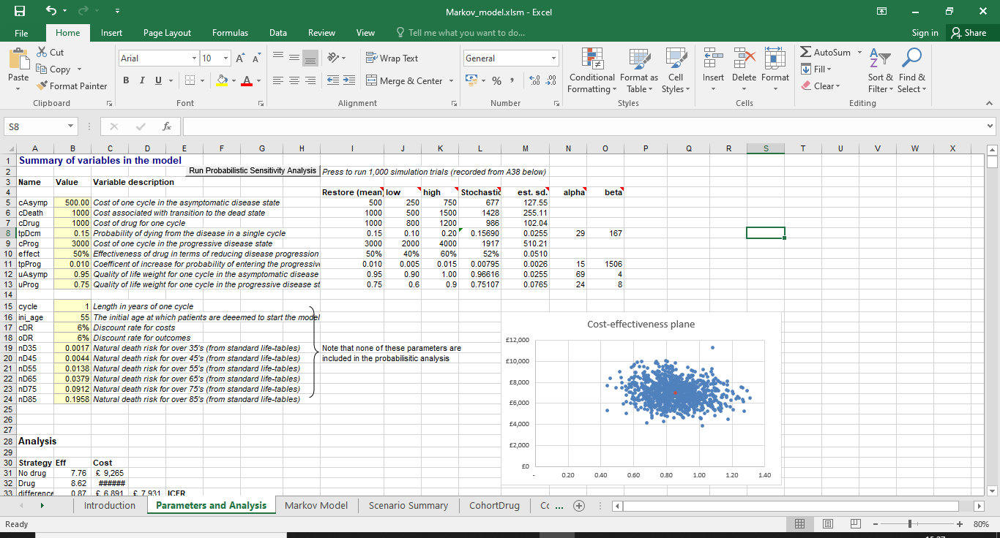 Markov_model.xlsm - Excel
File Home Insert Page Layout Formulas Data Review View Tell me what you want to do... Sign in Share
Paste Cut Copy Format Painter Clipboard
Arial 10 A A B I U A Font
Wrap Text Merge & Center Alignment
General % , .0 .00 .00 .0 Number
Conditional Formatting Format as Table Cell Styles Styles
Insert Delete Format Cells
AutoSum Fill Clear Sort & Filter Find & Select Editing
S8 fx
A B C D E F G H I J K L M N O P Q R S T U V W X
1 Summary of variables in the model
2 Run Probabilistic Sensitivity Analysis Press to run 1,000 simulation trials (recorded from A38 below)
3 Name Value Variable description
4 Restore (mean low high Stochastic est. sd. alpha beta
5 cAsymp 500.00 Cost of one cycle in the asymptomatic disease state 500 250 750 677 127.55
6 cDeath 1000 Cost associated with transition to the dead state 1000 500 1500 1428 255.11
7 cDrug 1000 Cost of drug for one cycle 1000 800 1200 986 102.04
8 tpDcm 0.15 Probability of dying from the disease in a single cycle 0.15 0.10 0.20 0.15690 0.0255 29 167
9 cProg 3000 Cost of one cycle in the progressive disease state 3000 2000 4000 1917 510.21
10 effect 50% Effectiveness of drug in terms of reducing disease progression 50% 40% 60% 52% 0.0510
11 tpProg 0.010 Coefficent of increase for probability of entering the progressive 0.010 0.005 0.015 0.00795 0.0026 15 1506
12 uAsymp 0.95 Quality of life weight for one cycle in the asymptomatic disease 0.95 0.90 1.00 0.96616 0.0255 69 4
13 uProg 0.75 Quality of life weight for one cycle in the progressive disease st 0.75 0.6 0.9 0.75107 0.0765 24 8
14
15 cycle 1 Length in years of one cycle
16 ini_age 55 The initial age at which patients are deeemed to start the model
17 cDR 6% Discount rate for costs
18 oDR 6% Discount rate for outcomes
19 nD35 0.0017 Natural death risk for over 35's (from standard life-tables) Note that none of these parameters are
20 nD45 0.0044 Natural death risk for over 45's (from standard life-tables) included in the probabilisitic analysis
21 nD55 0.0138 Natural death risk for over 55's (from standard life-tables)
22 nD65 0.0379 Natural death risk for over 65's (from standard life-tables)
23 nD75 0.0912 Natural death risk for over 75's (from standard life-tables)
24 nD85 0.1958 Natural death risk for over 85's (from standard life-tables)
25
26
27
28 Analysis
29
30 Strategy Eff Cost
31 No drug 7.76 £ 9,265
32 Drug 8.62 ######
33 difference 0.87 £ 6,891 £ 7,931 ICER
Cost-effectiveness plane
£12,000
£10,000
£8,000
£6,000
£4,000
£2,000
£0
- 0.20 0.40 0.60 0.80 1.00 1.20 1.40
Introduction Parameters and Analysis Markov Model Scenario Summary CohortDrug Cc ...
Ready 80%